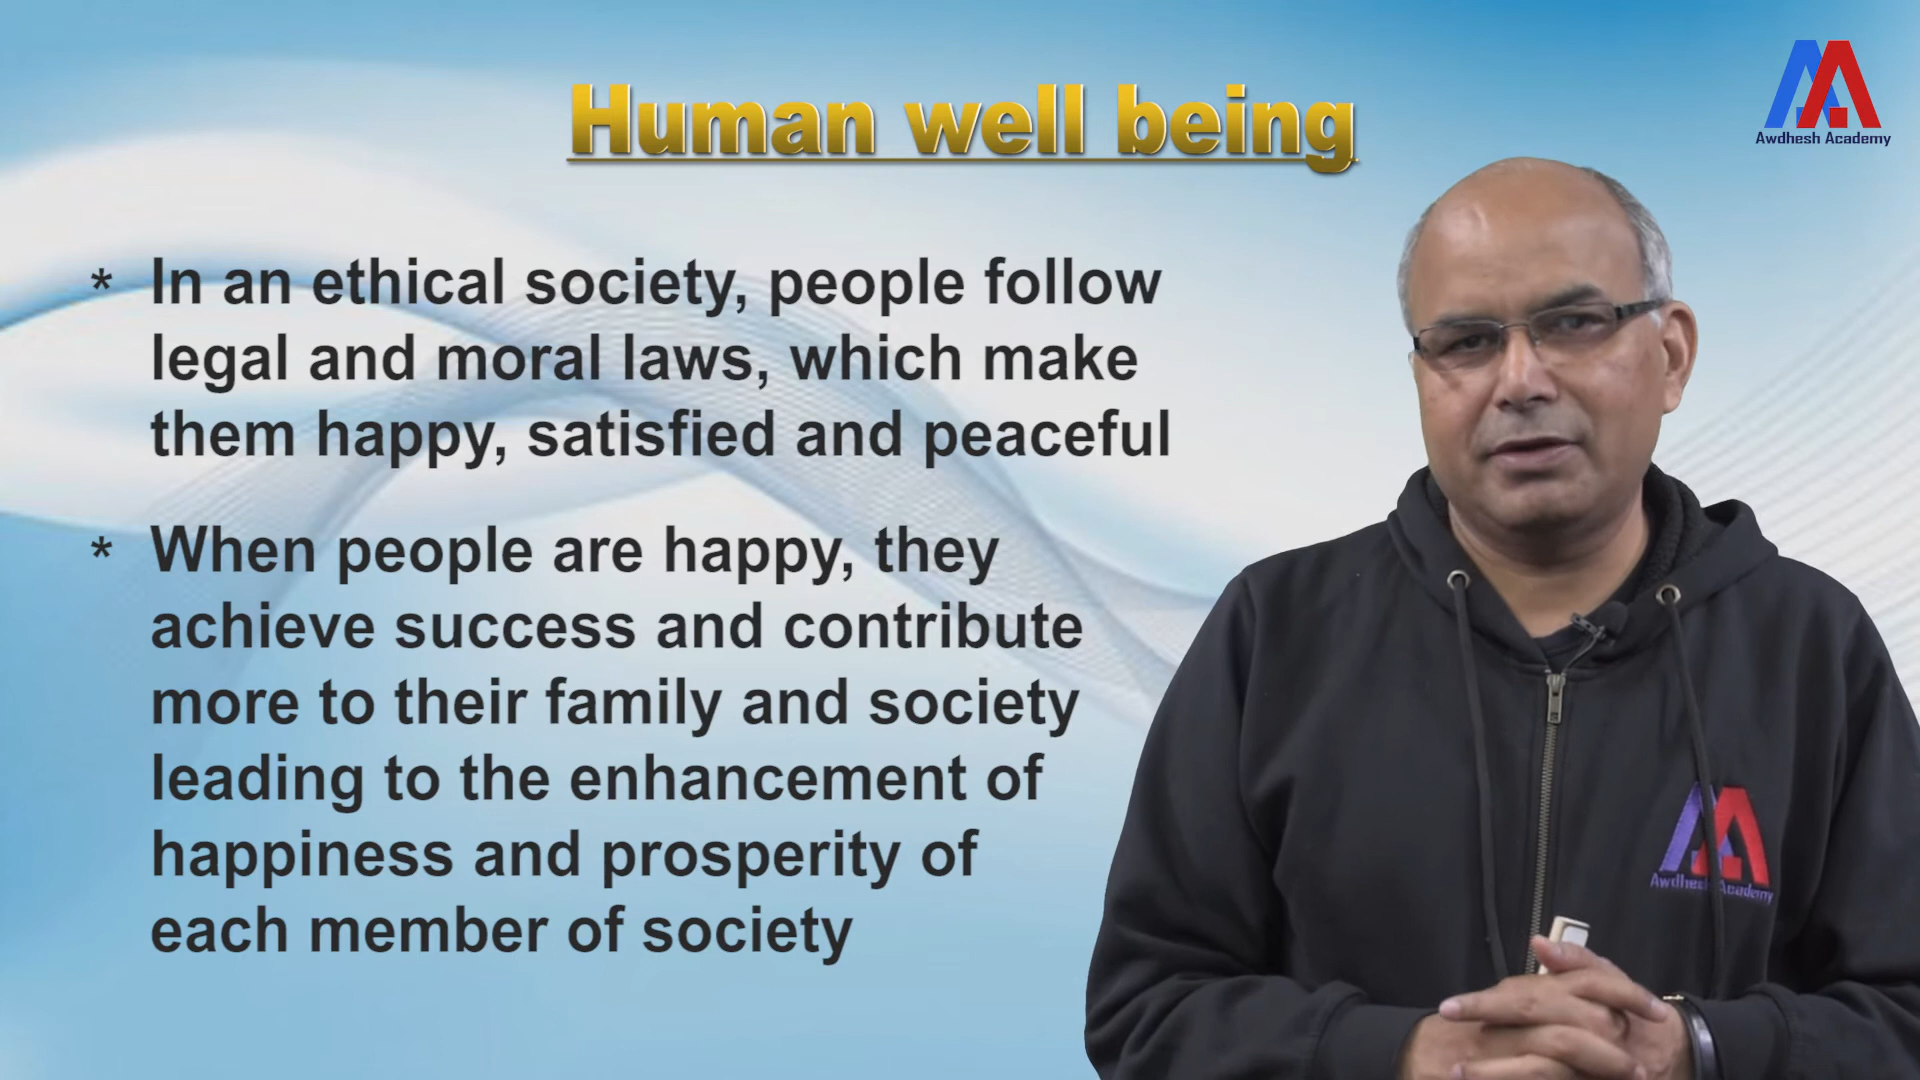 Human well being
Awdhesh Academy
* In an ethical society, people follow
legal and moral laws, which make
them happy, satisfied and peaceful
* When people are happy, they
achieve success and contribute
more to their family and society
leading to the enhancement of
happiness and prosperity of
each member of society
Awdhesh Academy